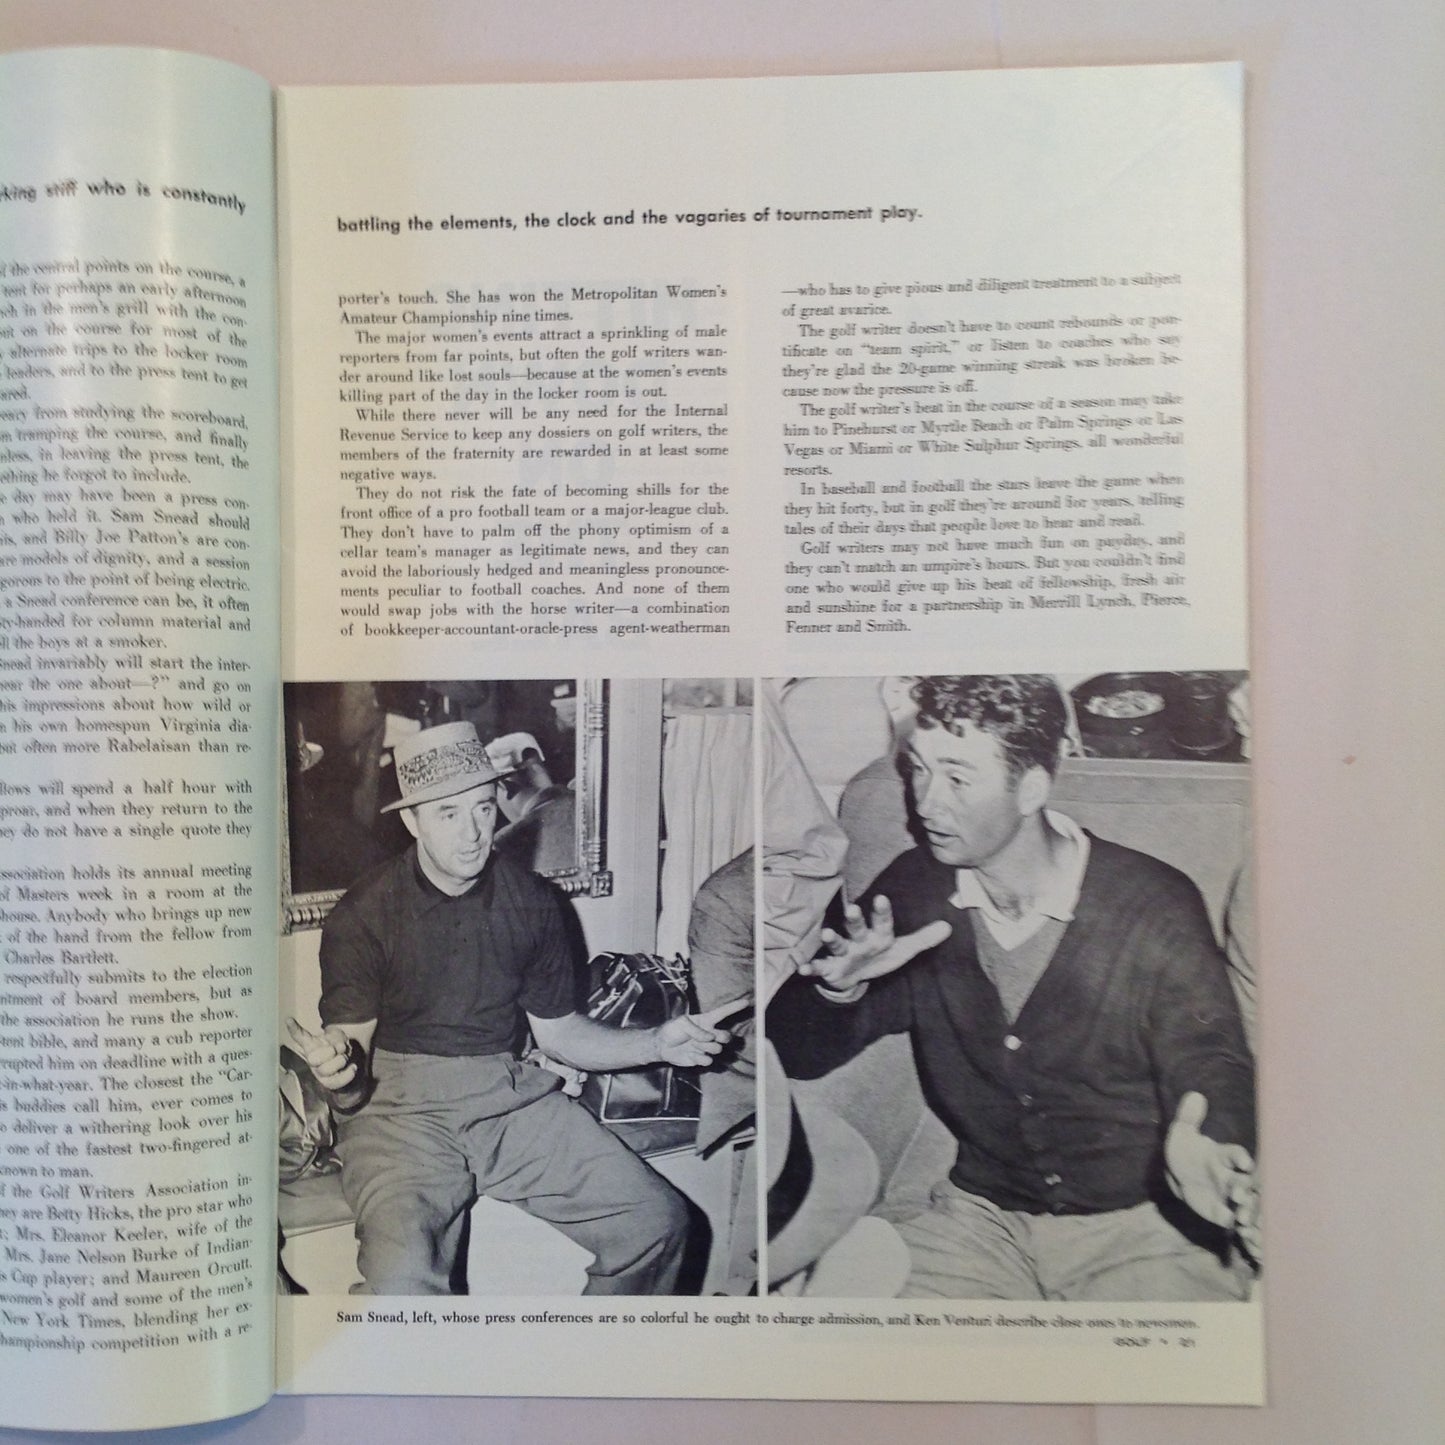 king stiff who is constantly
of the central points on the course, a
tent for perhaps an early afternoon
in the men's grill with the con-
out on the course for most of the
alternate trips to the locker room
leaders, and to the press tent to get
from studying the scoreboard,
tramping the course, and finally
in leaving the press tent, the
he forgot to include.
day may have been a press con-
who held it. Sam Snead should
and Billy Joe Patton's are con-
are models of dignity, and a session
to the point of being electric.
a Snead conference can be, it often
ty-handed for column material and
the boys at a smoker.
Snead invariably will start the inter-
hear the one about—?" and go on
his impressions about how wild or
his own homespun Virginia dia-
but often more Rabelaisan than re-
llows will spend a half hour with
and when they return to the
they do not have a single quote they
ssociation holds its annual meeting
of Masters week in a room at the
house. Anybody who brings up new
of the hand from the fellow from
Charles Bartlett.
respectfully submits to the election
ntment of board members, but as
the association he runs the show.
tent bible, and many a cub reporter
rrupted him on deadline with a ques-
t-in-what-year. The closest the "Car-
buddies call him, ever comes to
deliver a withering look over his
one of the fastest two-fingered at-
known to man.
of the Golf Writers Association in-
they are Betty Hicks, the pro star who
Mrs. Eleanor Keeler, wife of the
Mrs. Jane Nelson Burke of Indian-
s Cup player; and Maureen Orcutt.
women's golf and some of the men's
New York Times, blending her ex-
hampionship competition with a re-
battling the elements, the clock and the vagaries of tournament play.
porter's touch. She has won the Metropolitan Women's
Amateur Championship nine times.
The major women's events attract a sprinkling of male
reporters from far points, but often the golf writers wan-
der around like lost souls—because at the women's events
killing part of the day in the locker room is out.
While there never will be any need for the Internal
Revenue Service to keep any dossiers on golf writers, the
members of the fraternity are rewarded in at least some
negative ways.
They do not risk the fate of becoming shills for the
front office of a pro football team or a major-league club.
They don't have to palm off the phony optimism of a
cellar team's manager as legitimate news, and they can
avoid the laboriously hedged and meaningless pronounce-
ments peculiar to football coaches. And none of them
would swap jobs with the horse writer—a combination
of bookkeeper-accountant-oracle-press agent-weatherman
—who has to give pious and diligent treatment to a subject
of great avarice.
The golf writer doesn't have to count rebounds or pon-
tificate on "team spirit," or listen to coaches who say
they're glad the 20-game winning streak was broken be-
cause now the pressure is off.
The golf writer's beat in the course of a season may take
him to Pinehurst or Myrtle Beach or Palm Springs or Las
Vegas or Miami or White Sulphur Springs, all wonderful
resorts.
In baseball and football the stars leave the game when
they hit forty, but in golf they're around for years, telling
tales of their days that people love to hear and read.
Golf writers may not have much fun on payday, and
they can't match an umpire's hours. But you couldn't find
one who would give up his beat of fellowship, fresh air
and sunshine for a partnership in Merrill Lynch, Pierce,
Fenner and Smith.
Sam Snead, left, whose press conferences are so colorful he ought to charge admission, and Ken Venturi describe close ones to newsmen.
GOLF